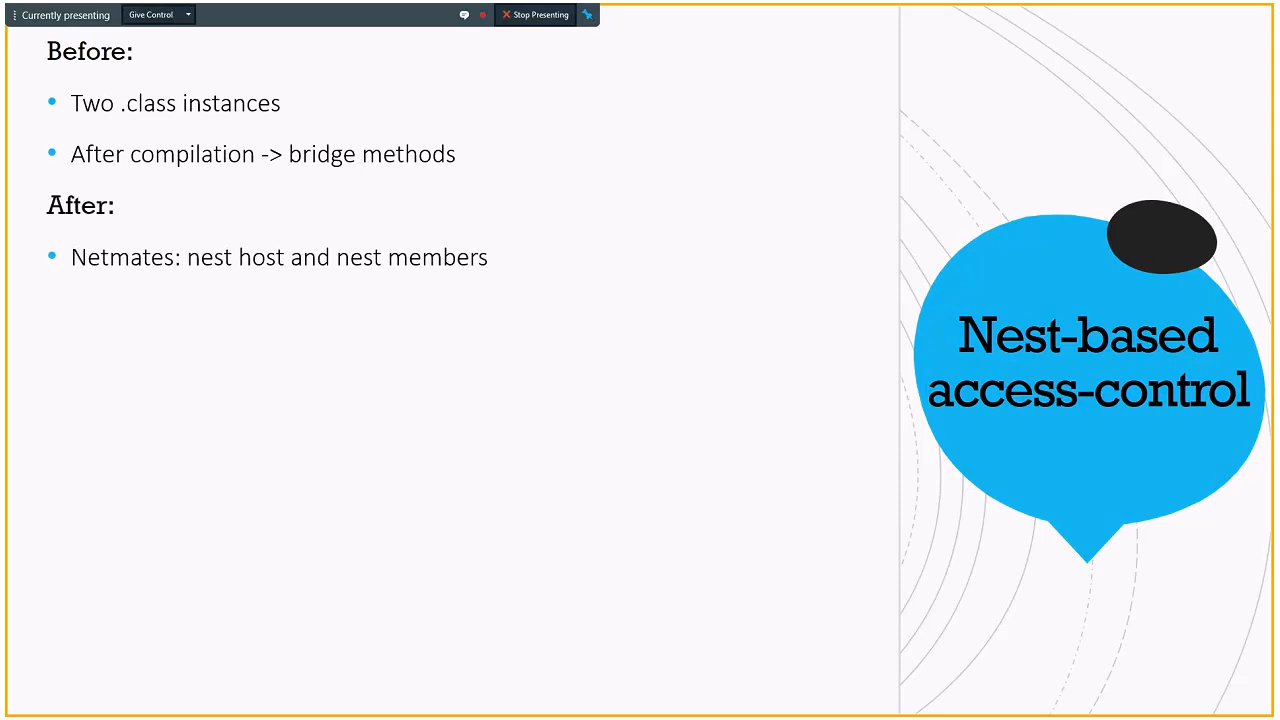 Currently presenting
Give Control
Stop Presenting
Before:
Two .class instances
After compilation -> bridge methods
After:
Netmates: nest host and nest members
Nest-based
access-control